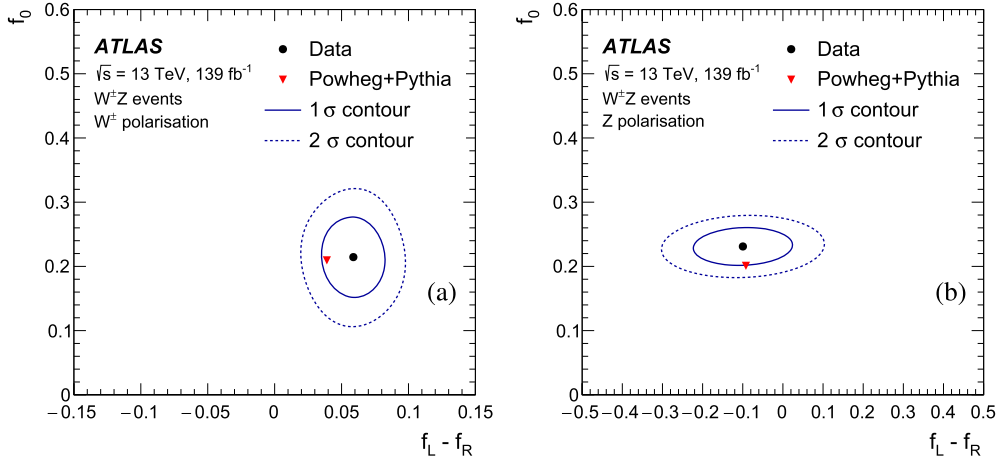 f₀
0.6
0.5
0.4
0.3
0.2
0.1
0
ATLAS
√s = 13 TeV, 139 fb⁻¹
W±Z events
W± polarisation
Data
Powheg+Pythia
1 σ contour
2 σ contour
(a)
−0.15 −0.1 −0.05 0 0.05 0.1 0.15
f_L - f_R
f₀
0.6
0.5
0.4
0.3
0.2
0.1
0
ATLAS
√s = 13 TeV, 139 fb⁻¹
W±Z events
Z polarisation
Data
Powheg+Pythia
1 σ contour
2 σ contour
(b)
−0.5 −0.4 −0.3 −0.2 −0.1 0 0.1 0.2 0.3 0.4 0.5
f_L - f_R